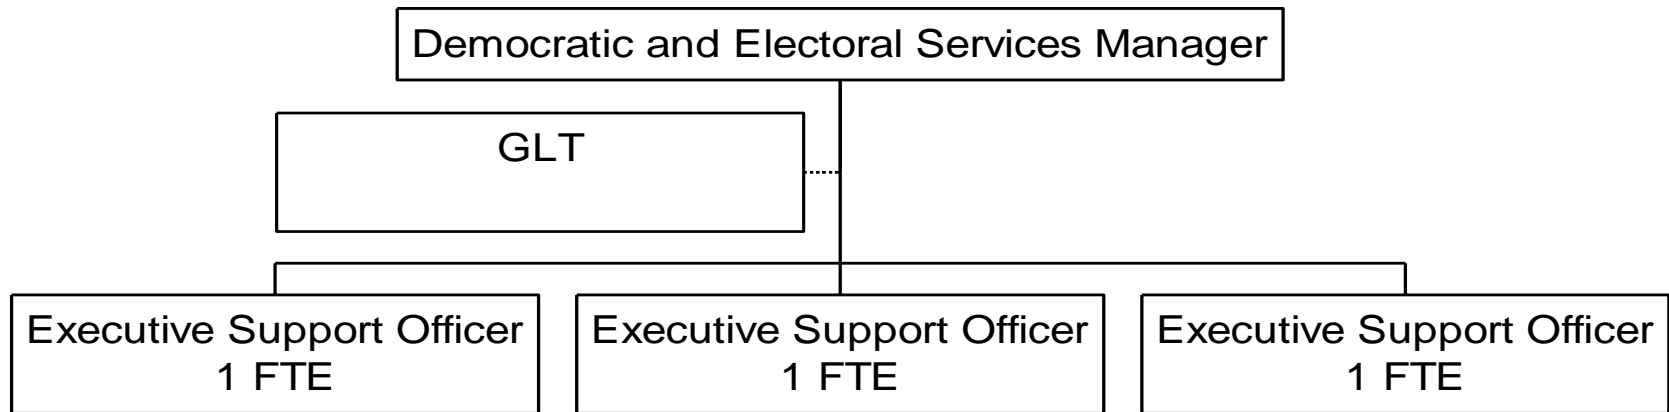 Democratic and Electoral Services Manager
GLT
Executive Support Officer
1 FTE
Executive Support Officer
1 FTE
Executive Support Officer
1 FTE